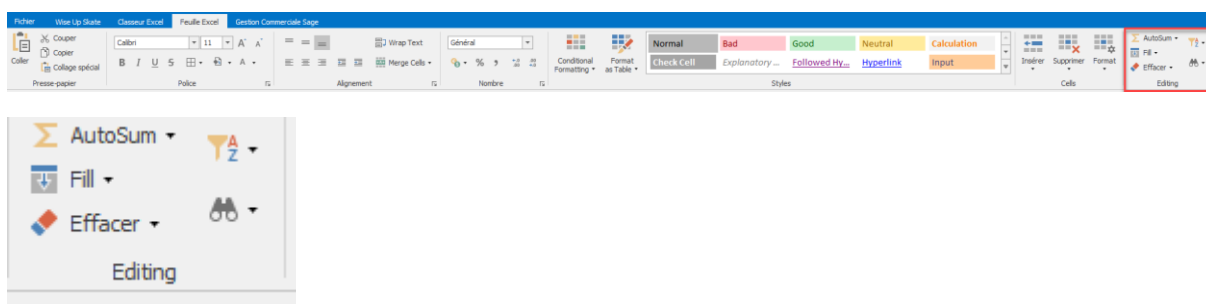 Fichier Wise Up Skate Classeur Excel Feuille Excel Gestion Commerciale Sage
Coller
Couper
Copier
Collage spécial
Presse-papier
Calibri 11 A A
B I U S A
Police
Wrap Text
Merge Cells
Alignement
Général
%
Nombre
Conditional Formatting
Format as Table
Normal Bad Good Neutral Calculation
Check Cell Explanatory ... Followed Hy... Hyperlink Input
Styles
Insérer Supprimer Format
Cells
AutoSum
Fill
Effacer
Editing
AutoSum
Fill
Effacer
Editing